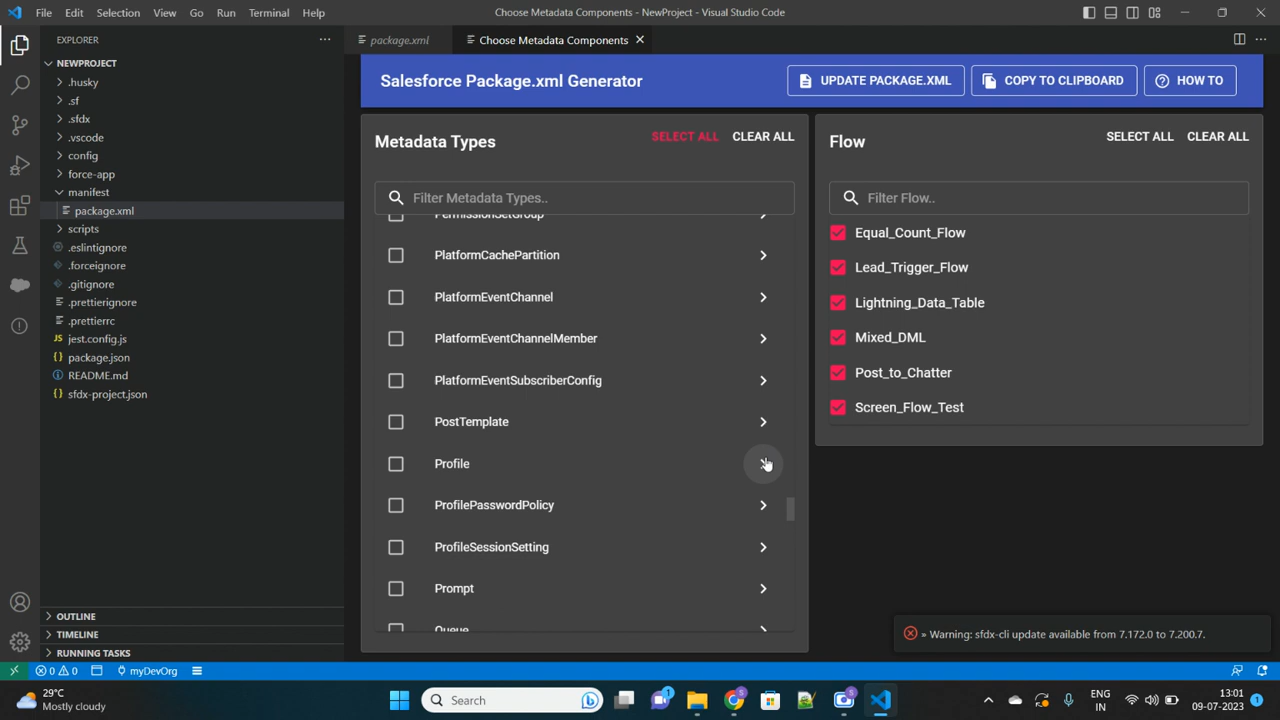 File Edit Selection View Go Run Terminal Help
Choose Metadata Components - NewProject - Visual Studio Code
EXPLORER
package.xml
Choose Metadata Components
NEWPROJECT
.husky
.sf
.sfdx
.vscode
config
force-app
manifest
package.xml
scripts
.eslintignore
.forceignore
.gitignore
.prettierignore
.prettierrc
jest.config.js
package.json
README.md
sfdx-project.json
OUTLINE
TIMELINE
RUNNING TASKS
Salesforce Package.xml Generator
UPDATE PACKAGE.XML
COPY TO CLIPBOARD
HOW TO
Metadata Types
SELECT ALL
CLEAR ALL
Filter Metadata Types..
PermissionSetGroup
PlatformCachePartition
PlatformEventChannel
PlatformEventChannelMember
PlatformEventSubscriberConfig
PostTemplate
Profile
ProfilePasswordPolicy
ProfileSessionSetting
Prompt
Queue
Flow
SELECT ALL
CLEAR ALL
Filter Flow..
Equal_Count_Flow
Lead_Trigger_Flow
Lightning_Data_Table
Mixed_DML
Post_to_Chatter
Screen_Flow_Test
» Warning: sfdx-cli update available from 7.172.0 to 7.200.7.
0 0
myDevOrg
29°C
Mostly cloudy
Search
1
5
5
ENG
IN
13:01
09-07-2023
1